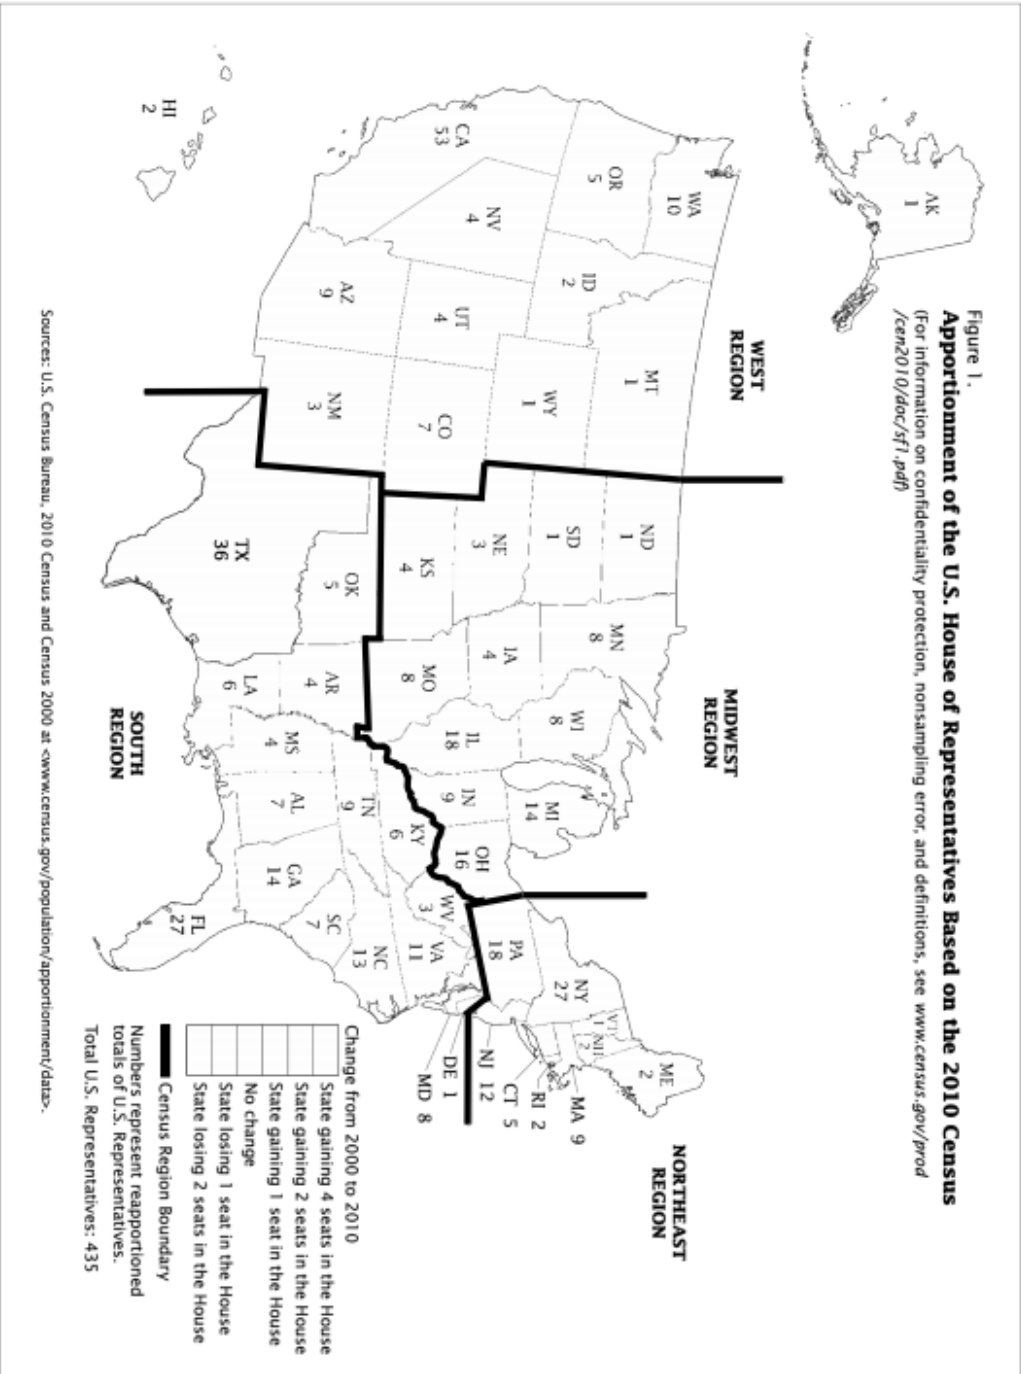 Figure 1.
Apportionment of the U.S. House of Representatives Based on the 2010 Census
(For information on confidentiality protection, nonsampling error, and definitions, see www.census.gov/prod
/cen2010/doc/sf1.pdf)
AK
1
WEST
REGION
MIDWEST
REGION
NORTHEAST
REGION
WA
10
MT
1
ND
1
MN
8
ME
2
OR
5
ID
2
SD
1
WI
8
MI
14
NY
27
VT
1
NH
2
MA 9
RI 2
CT 5
NJ 12
DE 1
MD 8
WY
1
NE
3
IA
4
PA
18
CA
53
NV
4
UT
4
CO
7
KS
4
MO
8
IL
18
IN
9
OH
16
WV
3
VA
11
KY
6
AZ
9
NM
3
OK
5
AR
4
TN
9
NC
13
SC
7
TX
36
LA
6
MS
4
AL
7
GA
14
FL
27
HI
2
SOUTH
REGION
Change from 2000 to 2010
State gaining 4 seats in the House
State gaining 2 seats in the House
State gaining 1 seat in the House
No change
State losing 1 seat in the House
State losing 2 seats in the House
Census Region Boundary
Numbers represent reapportioned
totals of U.S. Representatives.
Total U.S. Representatives: 435
Sources: U.S. Census Bureau, 2010 Census and Census 2000 at <www.census.gov/population/apportionment/data>.